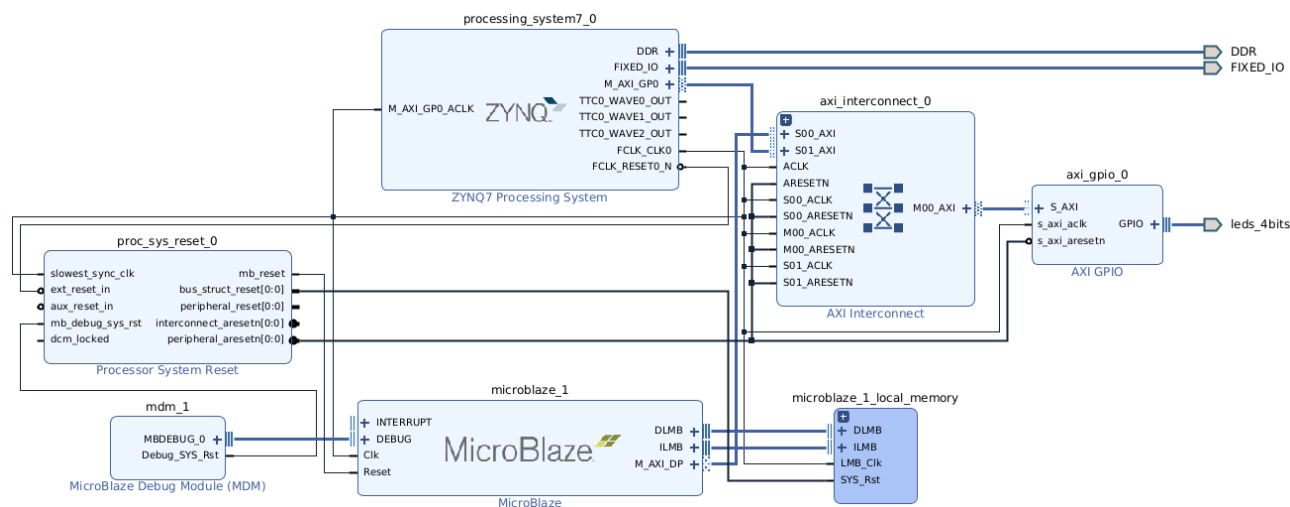 processing_system7_0
DDR
FIXED_IO
M_AXI_GP0
TTC0_WAVE0_OUT
M_AXI_GP0_ACLK
ZYNQ
TTC0_WAVE1_OUT
TTC0_WAVE2_OUT
FCLK_CLK0
FCLK_RESET0_N
ZYNQ7 Processing System
DDR
FIXED_IO
axi_interconnect_0
S00_AXI
S01_AXI
ACLK
ARESETN
S00_ACLK
S00_ARESETN
M00_ACLK
M00_ARESETN
S01_ACLK
S01_ARESETN
M00_AXI
AXI Interconnect
axi_gpio_0
S_AXI
s_axi_aclk
s_axi_aresetn
GPIO
AXI GPIO
leds_4bits
proc_sys_reset_0
slowest_sync_clk
ext_reset_in
aux_reset_in
mb_debug_sys_rst
dcm_locked
mb_reset
bus_struct_reset[0:0]
peripheral_reset[0:0]
interconnect_aresetn[0:0]
peripheral_aresetn[0:0]
Processor System Reset
mdm_1
MBDEBUG_0
Debug_SYS_Rst
MicroBlaze Debug Module (MDM)
microblaze_1
INTERRUPT
DEBUG
Clk
Reset
MicroBlaze
DLMB
ILMB
M_AXI_DP
MicroBlaze
microblaze_1_local_memory
DLMB
ILMB
LMB_Clk
SYS_Rst